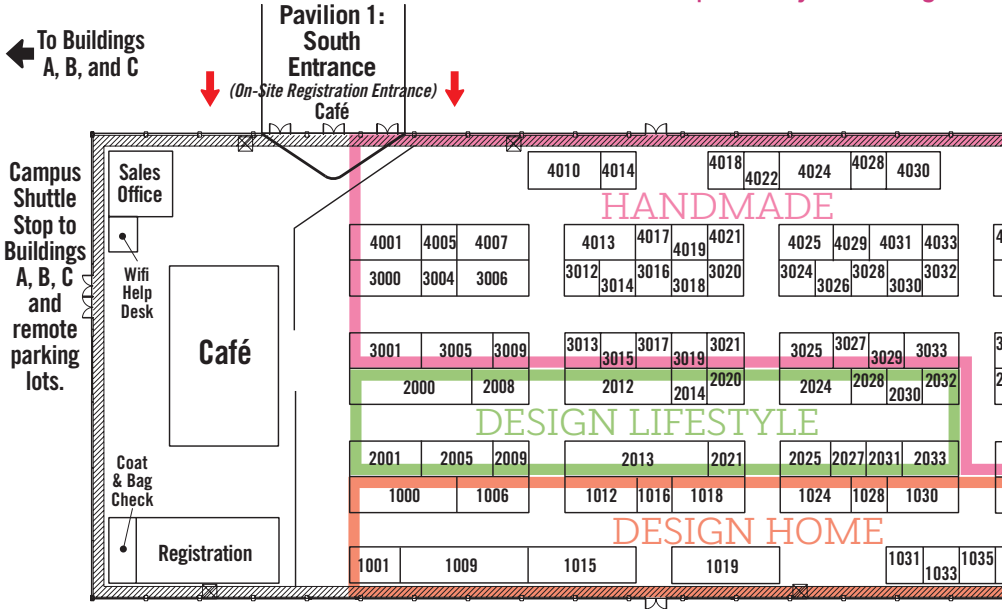 To Buildings
A, B, and C
Pavilion 1:
South
Entrance
(On-Site Registration Entrance)
Café
Campus
Shuttle
Stop to
Buildings
A, B, C
and
remote
parking
lots.
Sales
Office
Wifi
Help
Desk
Café
Coat
& Bag
Check
Registration
4010 4014 4018 4022 4024 4028 4030
HANDMADE
4001 4005 4007 4013 4017 4019 4021 4025 4029 4031 4033
3000 3004 3006 3012 3014 3016 3018 3020 3024 3026 3028 3030 3032
3001 3005 3009 3013 3015 3017 3019 3021 3025 3027 3029 3033
2000 2008 2012 2014 2020 2024 2028 2030 2032
DESIGN LIFESTYLE
2001 2005 2009 2013 2021 2025 2027 2031 2033
1000 1006 1012 1016 1018 1024 1028 1030
DESIGN HOME
1001 1009 1015 1019 1031 1033 1035